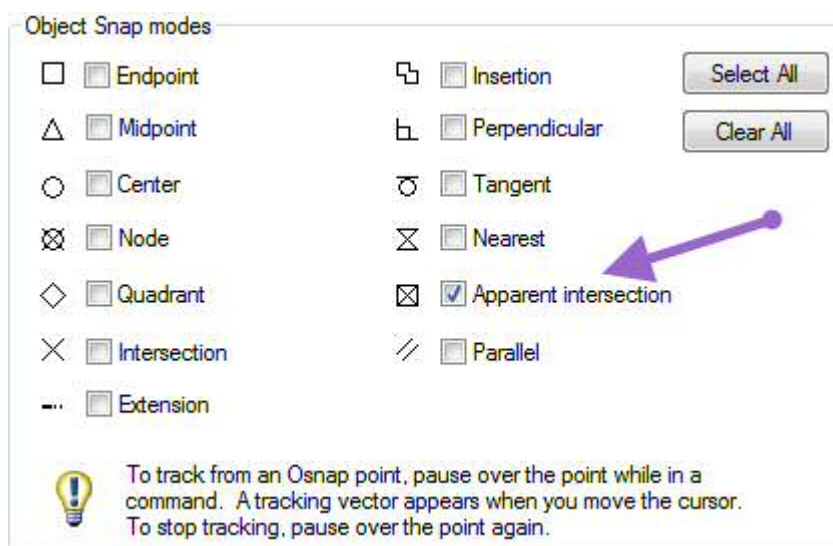 Object Snap modes
Endpoint
Midpoint
Center
Node
Quadrant
Intersection
Extension
Insertion
Perpendicular
Tangent
Nearest
Apparent intersection
Parallel
Select All
Clear All
To track from an Osnap point, pause over the point while in a
command. A tracking vector appears when you move the cursor.
To stop tracking, pause over the point again.